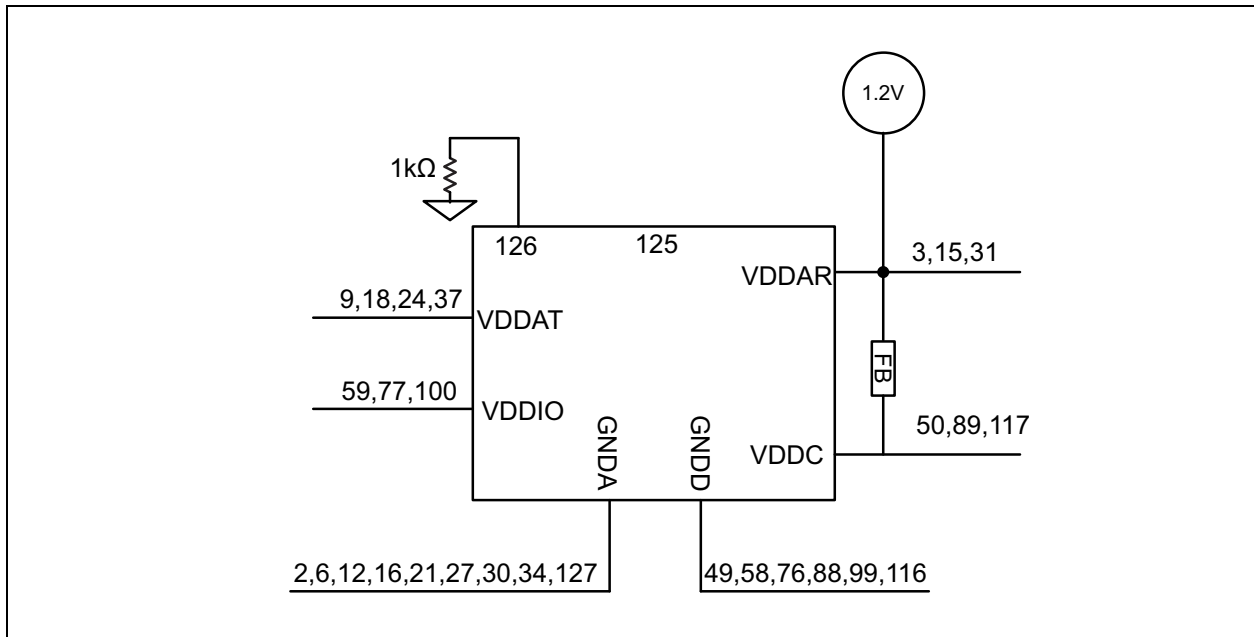 1.2V
1kΩ
126
125
3,15,31
VDDAR
9,18,24,37
VDDAT
FB
59,77,100
VDDIO
GNDA
GNDD
50,89,117
VDDC
2,6,12,16,21,27,30,34,127
49,58,76,88,99,116